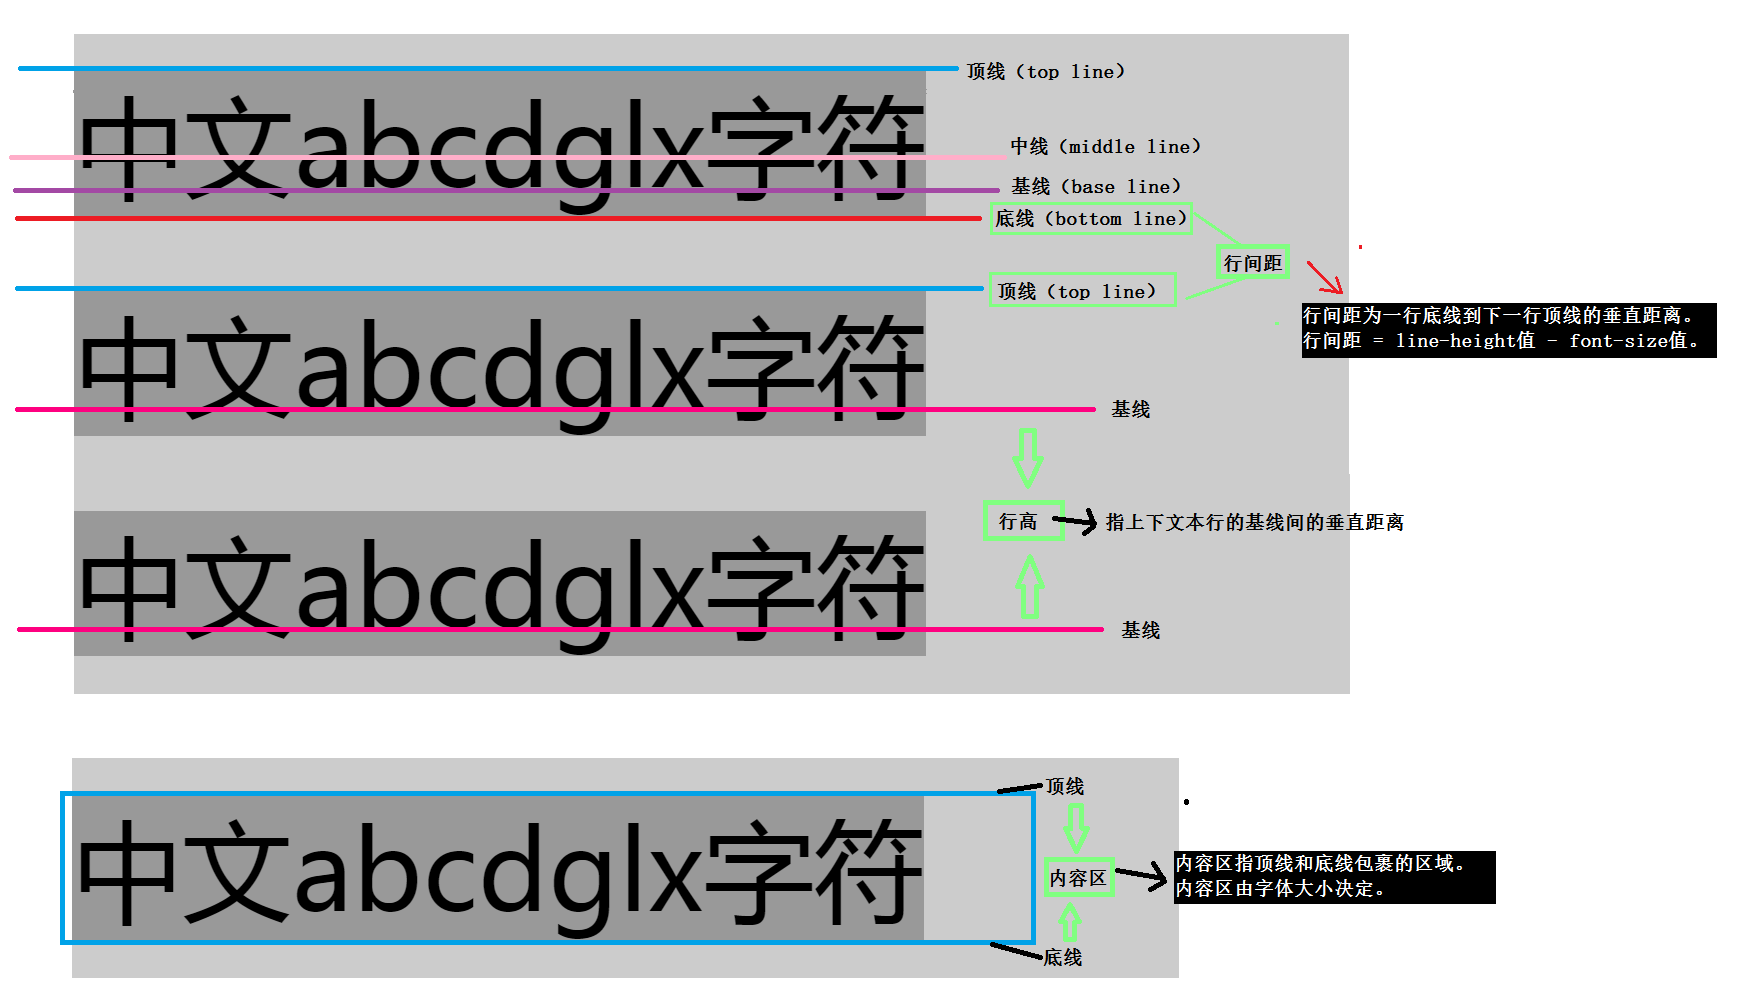 顶线（top line）
中文abcdglx字符
中线（middle line）
基线（base line）
底线（bottom line）
行间距
顶线（top line）
行间距为一行底线到下一行顶线的垂直距离。
行间距 = line-height值 - font-size值。
中文abcdglx字符
基线
行高
指上下文本行的基线间的垂直距离
中文abcdglx字符
基线
顶线
中文abcdglx字符
内容区
内容区指顶线和底线包裹的区域。
内容区由字体大小决定。
底线